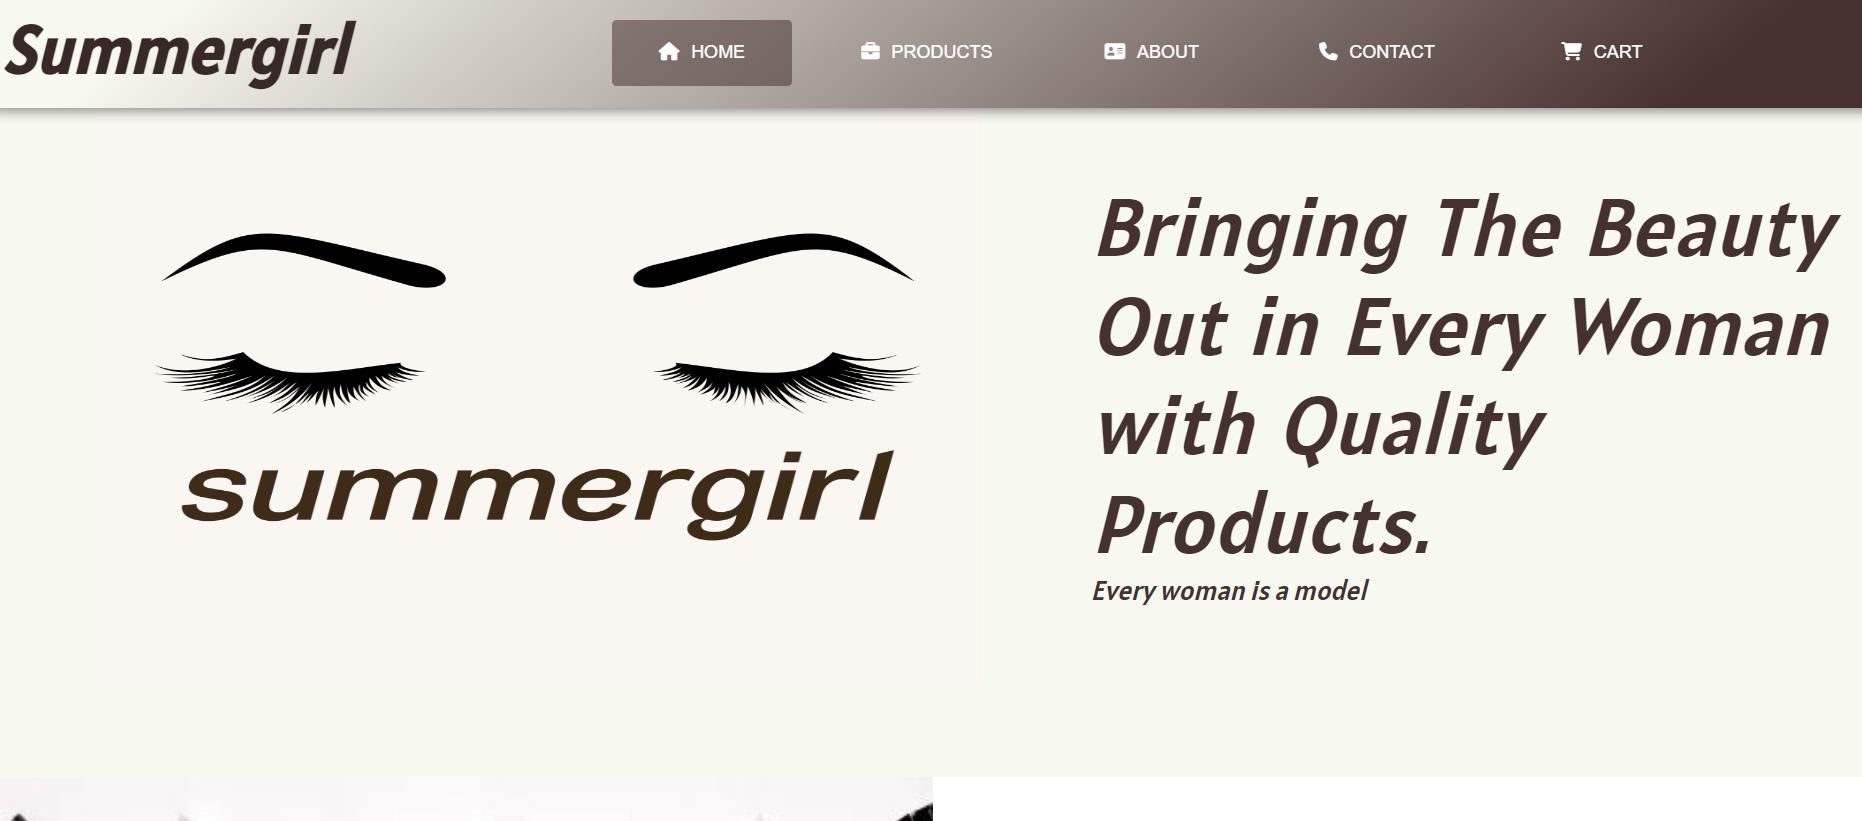 Summergirl
HOME
PRODUCTS
ABOUT
CONTACT
CART
summergirl
Bringing The Beauty
Out in Every Woman
with Quality
Products.
Every woman is a model